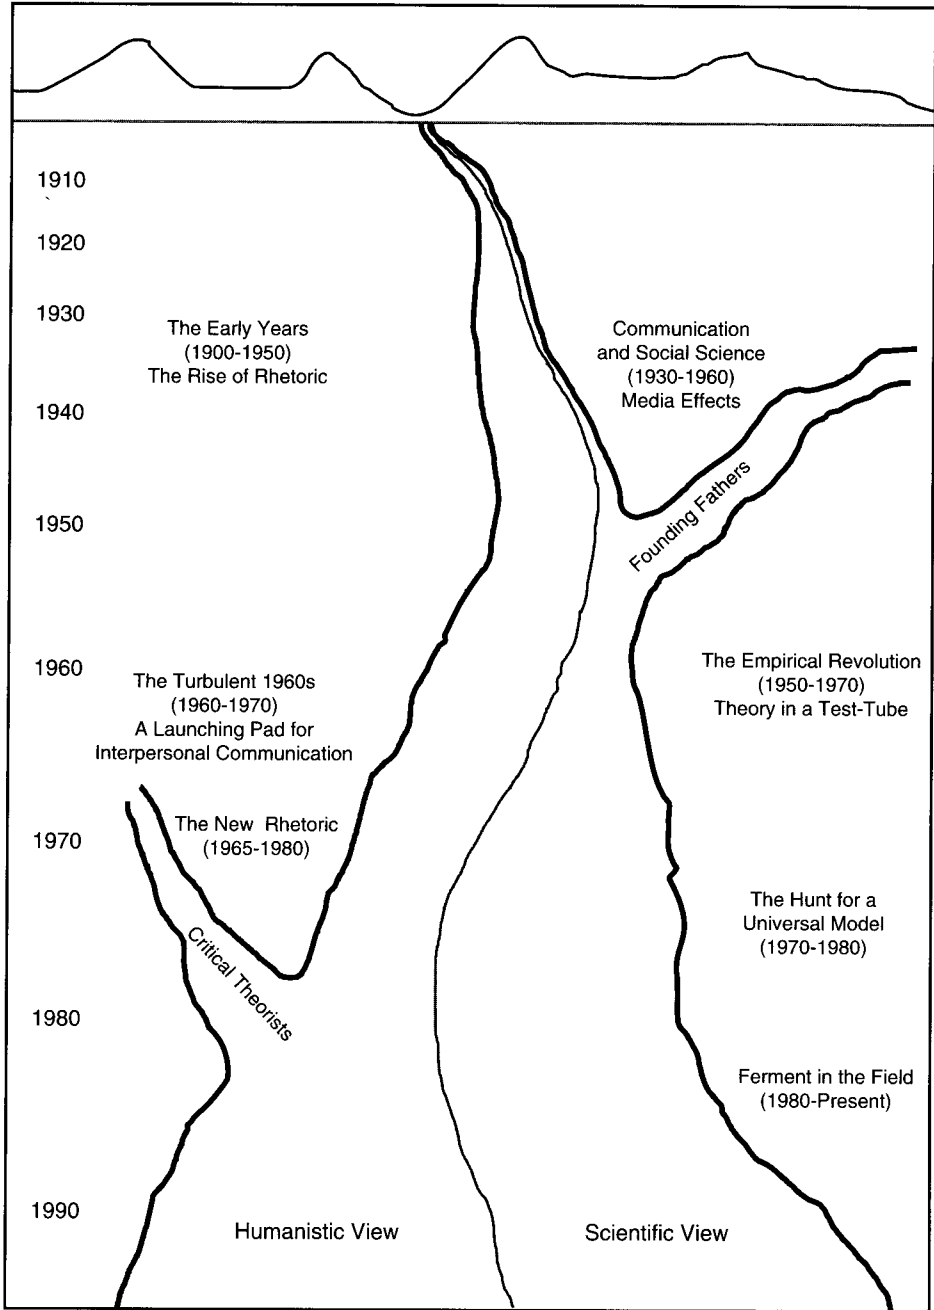 1910
1920
1930
The Early Years
(1900-1950)
The Rise of Rhetoric
Communication
and Social Science
(1930-1960)
Media Effects
1940
Founding Fathers
1950
1960
The Turbulent 1960s
(1960-1970)
A Launching Pad for
Interpersonal Communication
The Empirical Revolution
(1950-1970)
Theory in a Test-Tube
The New Rhetoric
(1965-1980)
1970
The Hunt for a
Universal Model
(1970-1980)
Critical Theorists
1980
Ferment in the Field
(1980-Present)
1990
Humanistic View
Scientific View